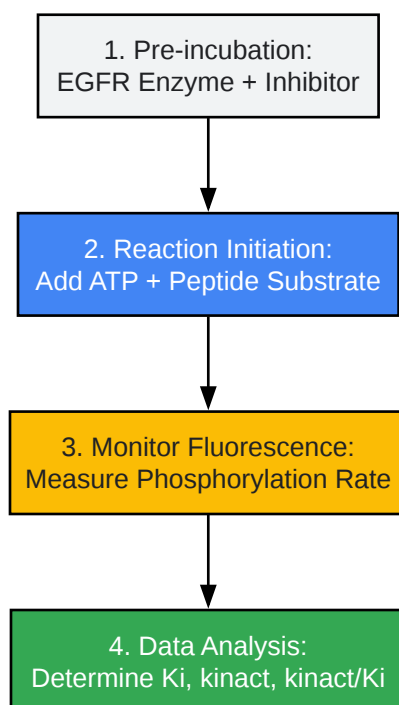 1. Pre-incubation:
EGFR Enzyme + Inhibitor
2. Reaction Initiation:
Add ATP + Peptide Substrate
3. Monitor Fluorescence:
Measure Phosphorylation Rate
4. Data Analysis:
Determine Ki, kinact, kinact/Ki